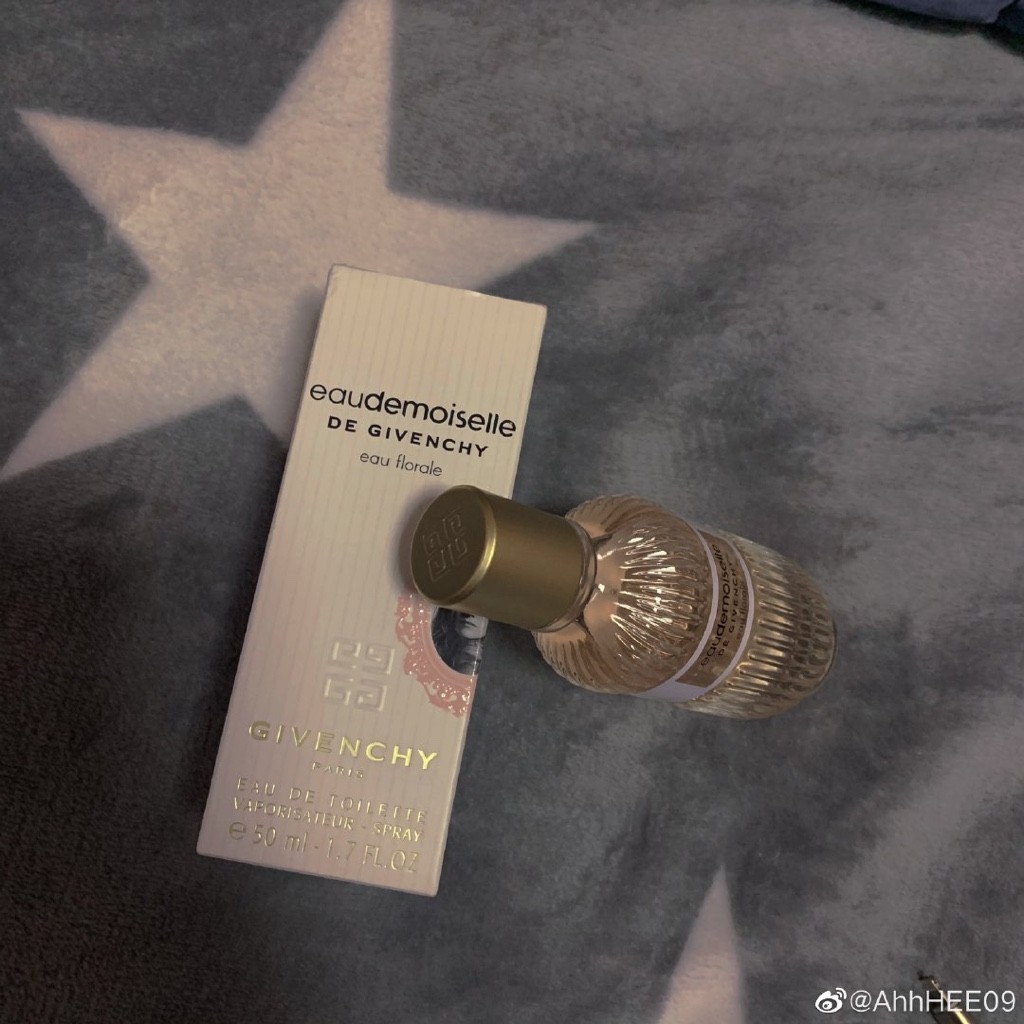 eaudemoiselle
DE GIVENCHY
eau florale
GIVENCHY
PARIS
EAU DE TOILETTE
VAPORISATEUR - SPRAY
e 50 ml - 1.7 FL.OZ
eaudemoiselle
DE GIVENCHY
@AhhHEE09